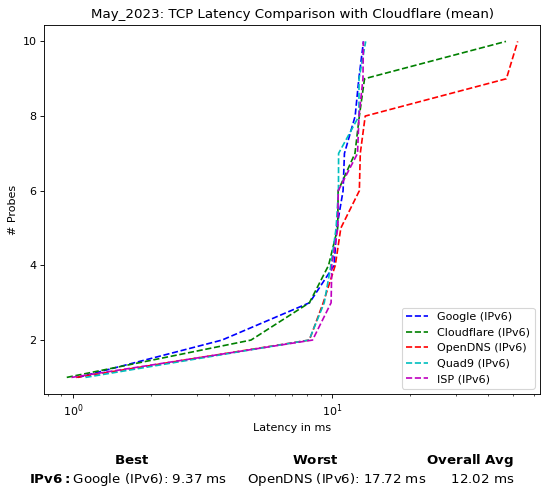 May_2023: TCP Latency Comparison with Cloudflare (mean)
10
8
6
4
2
# Probes
10⁰
10¹
Latency in ms
Google (IPv6)
Cloudflare (IPv6)
OpenDNS (IPv6)
Quad9 (IPv6)
ISP (IPv6)
Best Worst Overall Avg
IPv6: Google (IPv6): 9.37 ms OpenDNS (IPv6): 17.72 ms 12.02 ms